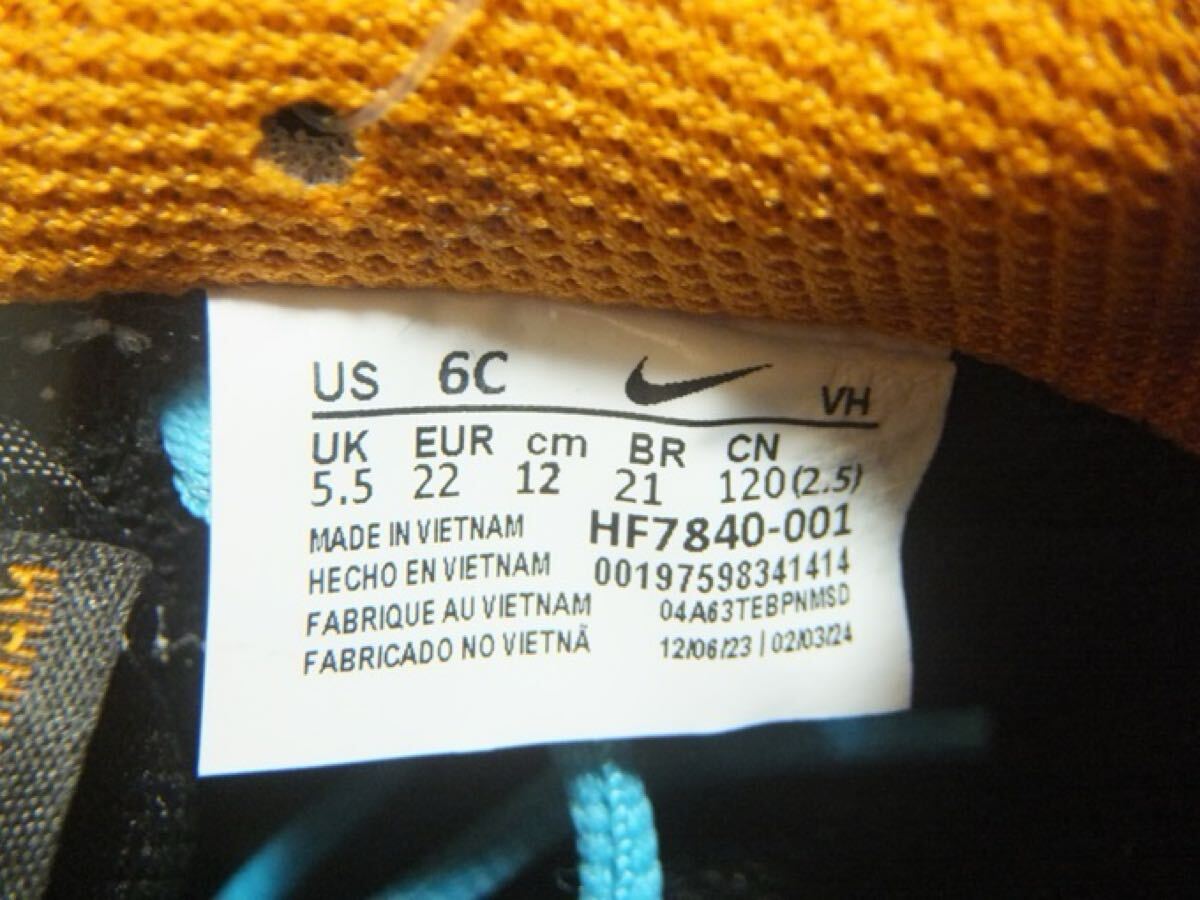 US 6C VH
UK EUR cm BR CN
5.5 22 12 21 120(2.5)
MADE IN VIETNAM HF7840-001
HECHO EN VIETNAM 00197598341414
FABRIQUE AU VIETNAM 04A63TEBPNMSD
FABRICADO NO VIETNÃ 12/06/23 | 02/03/24